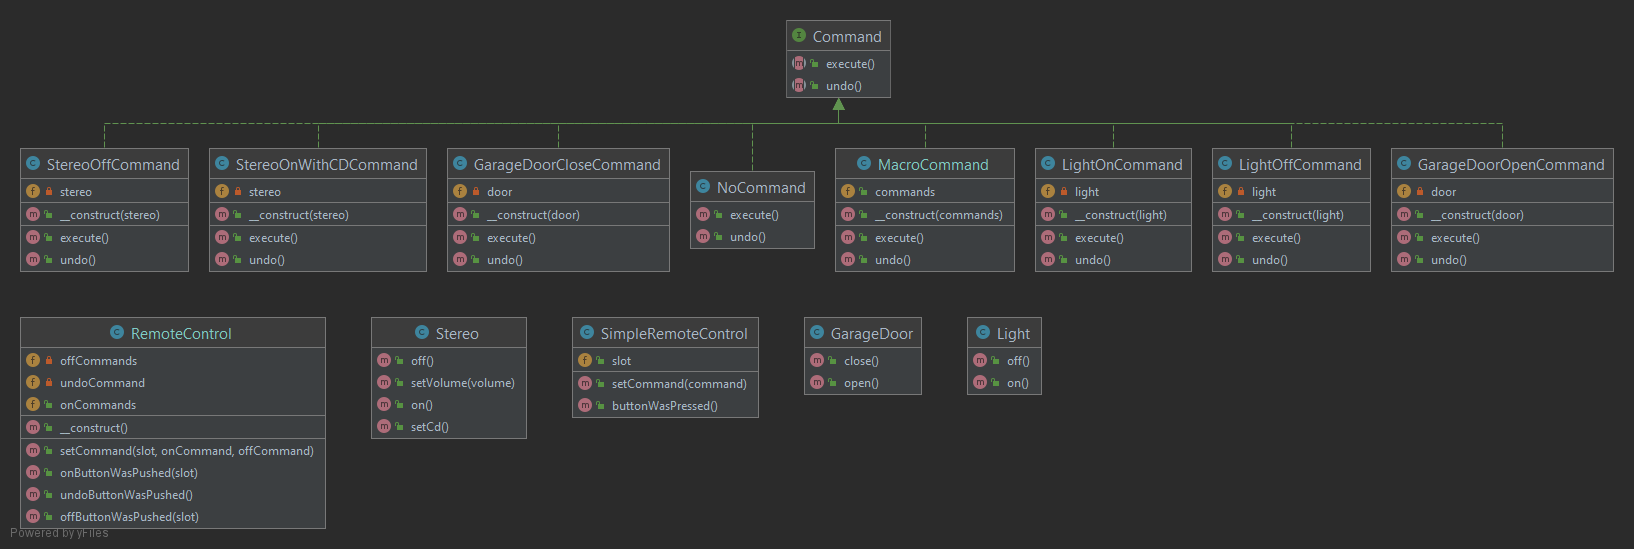 Command
execute()
undo()
StereoOffCommand
stereo
__construct(stereo)
execute()
undo()
StereoOnWithCDCommand
stereo
__construct(stereo)
execute()
undo()
GarageDoorCloseCommand
door
__construct(door)
execute()
undo()
NoCommand
execute()
undo()
MacroCommand
commands
__construct(commands)
execute()
undo()
LightOnCommand
light
__construct(light)
execute()
undo()
LightOffCommand
light
__construct(light)
execute()
undo()
GarageDoorOpenCommand
door
__construct(door)
execute()
undo()
RemoteControl
offCommands
undoCommand
onCommands
__construct()
setCommand(slot, onCommand, offCommand)
onButtonWasPushed(slot)
undoButtonWasPushed()
offButtonWasPushed(slot)
Stereo
off()
setVolume(volume)
on()
setCd()
SimpleRemoteControl
slot
setCommand(command)
buttonWasPressed()
GarageDoor
close()
open()
Light
off()
on()
Powered by yFiles